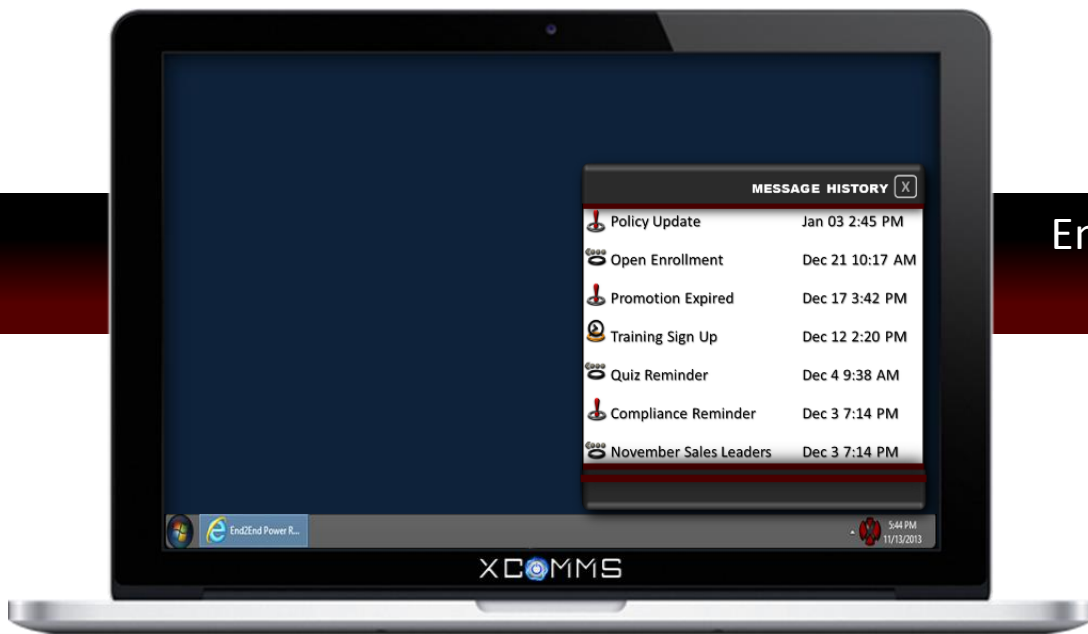 MESSAGE HISTORY X
Policy Update Jan 03 2:45 PM
Open Enrollment Dec 21 10:17 AM
Promotion Expired Dec 17 3:42 PM
Training Sign Up Dec 12 2:20 PM
Quiz Reminder Dec 4 9:38 AM
Compliance Reminder Dec 3 7:14 PM
November Sales Leaders Dec 3 7:14 PM
En
End2End Power R...
5:44 PM
11/13/2013
XCOMMS